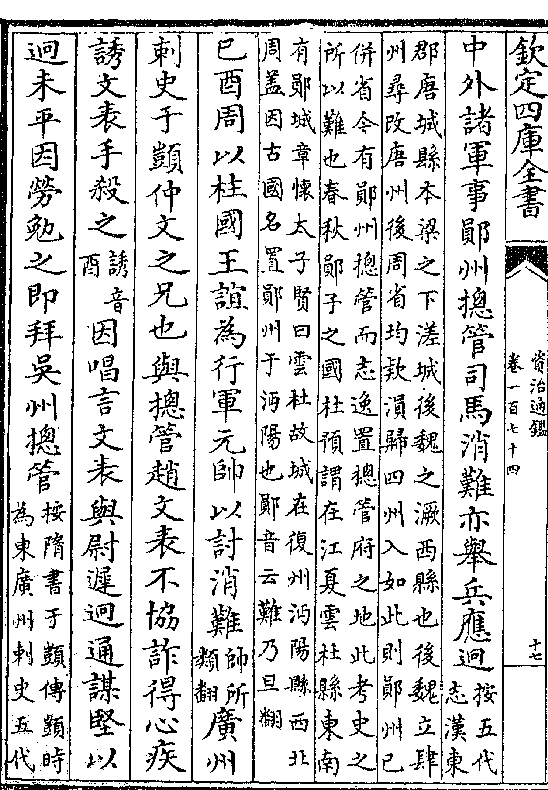 欽定四庫全書
資治通鑑
卷一百七十四
十七
中外諸軍事鄖州摠管司馬消難亦舉兵應迥
按五代
志漢東
郡唐城縣本梁之下溠城後魏之㵐西縣也後魏立肆
州尋改唐州後周省均款溳歸四州入如此則鄖州已
併省令有鄖州摠管而志逸置摠管府之地此考史之
所以難也春秋鄖子之國杜預謂在江夏雲杜縣東南
有鄖城章懷太子賢曰雲杜故城在復州沔陽縣西北
周盖因古國名置鄖州于沔陽也鄖音云難乃旦翻
己酉周以柱國王誼為行軍元帥以討消難
帥所
類翻
廣州
刺史于顗仲文之兄也與摠管趙文表不協詐得心疾
誘文表手殺之
誘音
酉
因唱言文表與尉遲迥通謀堅以
迥未平因勞勉之即拜吳州摠管
按隋書于顗傳顗時
為東廣州刺史五代